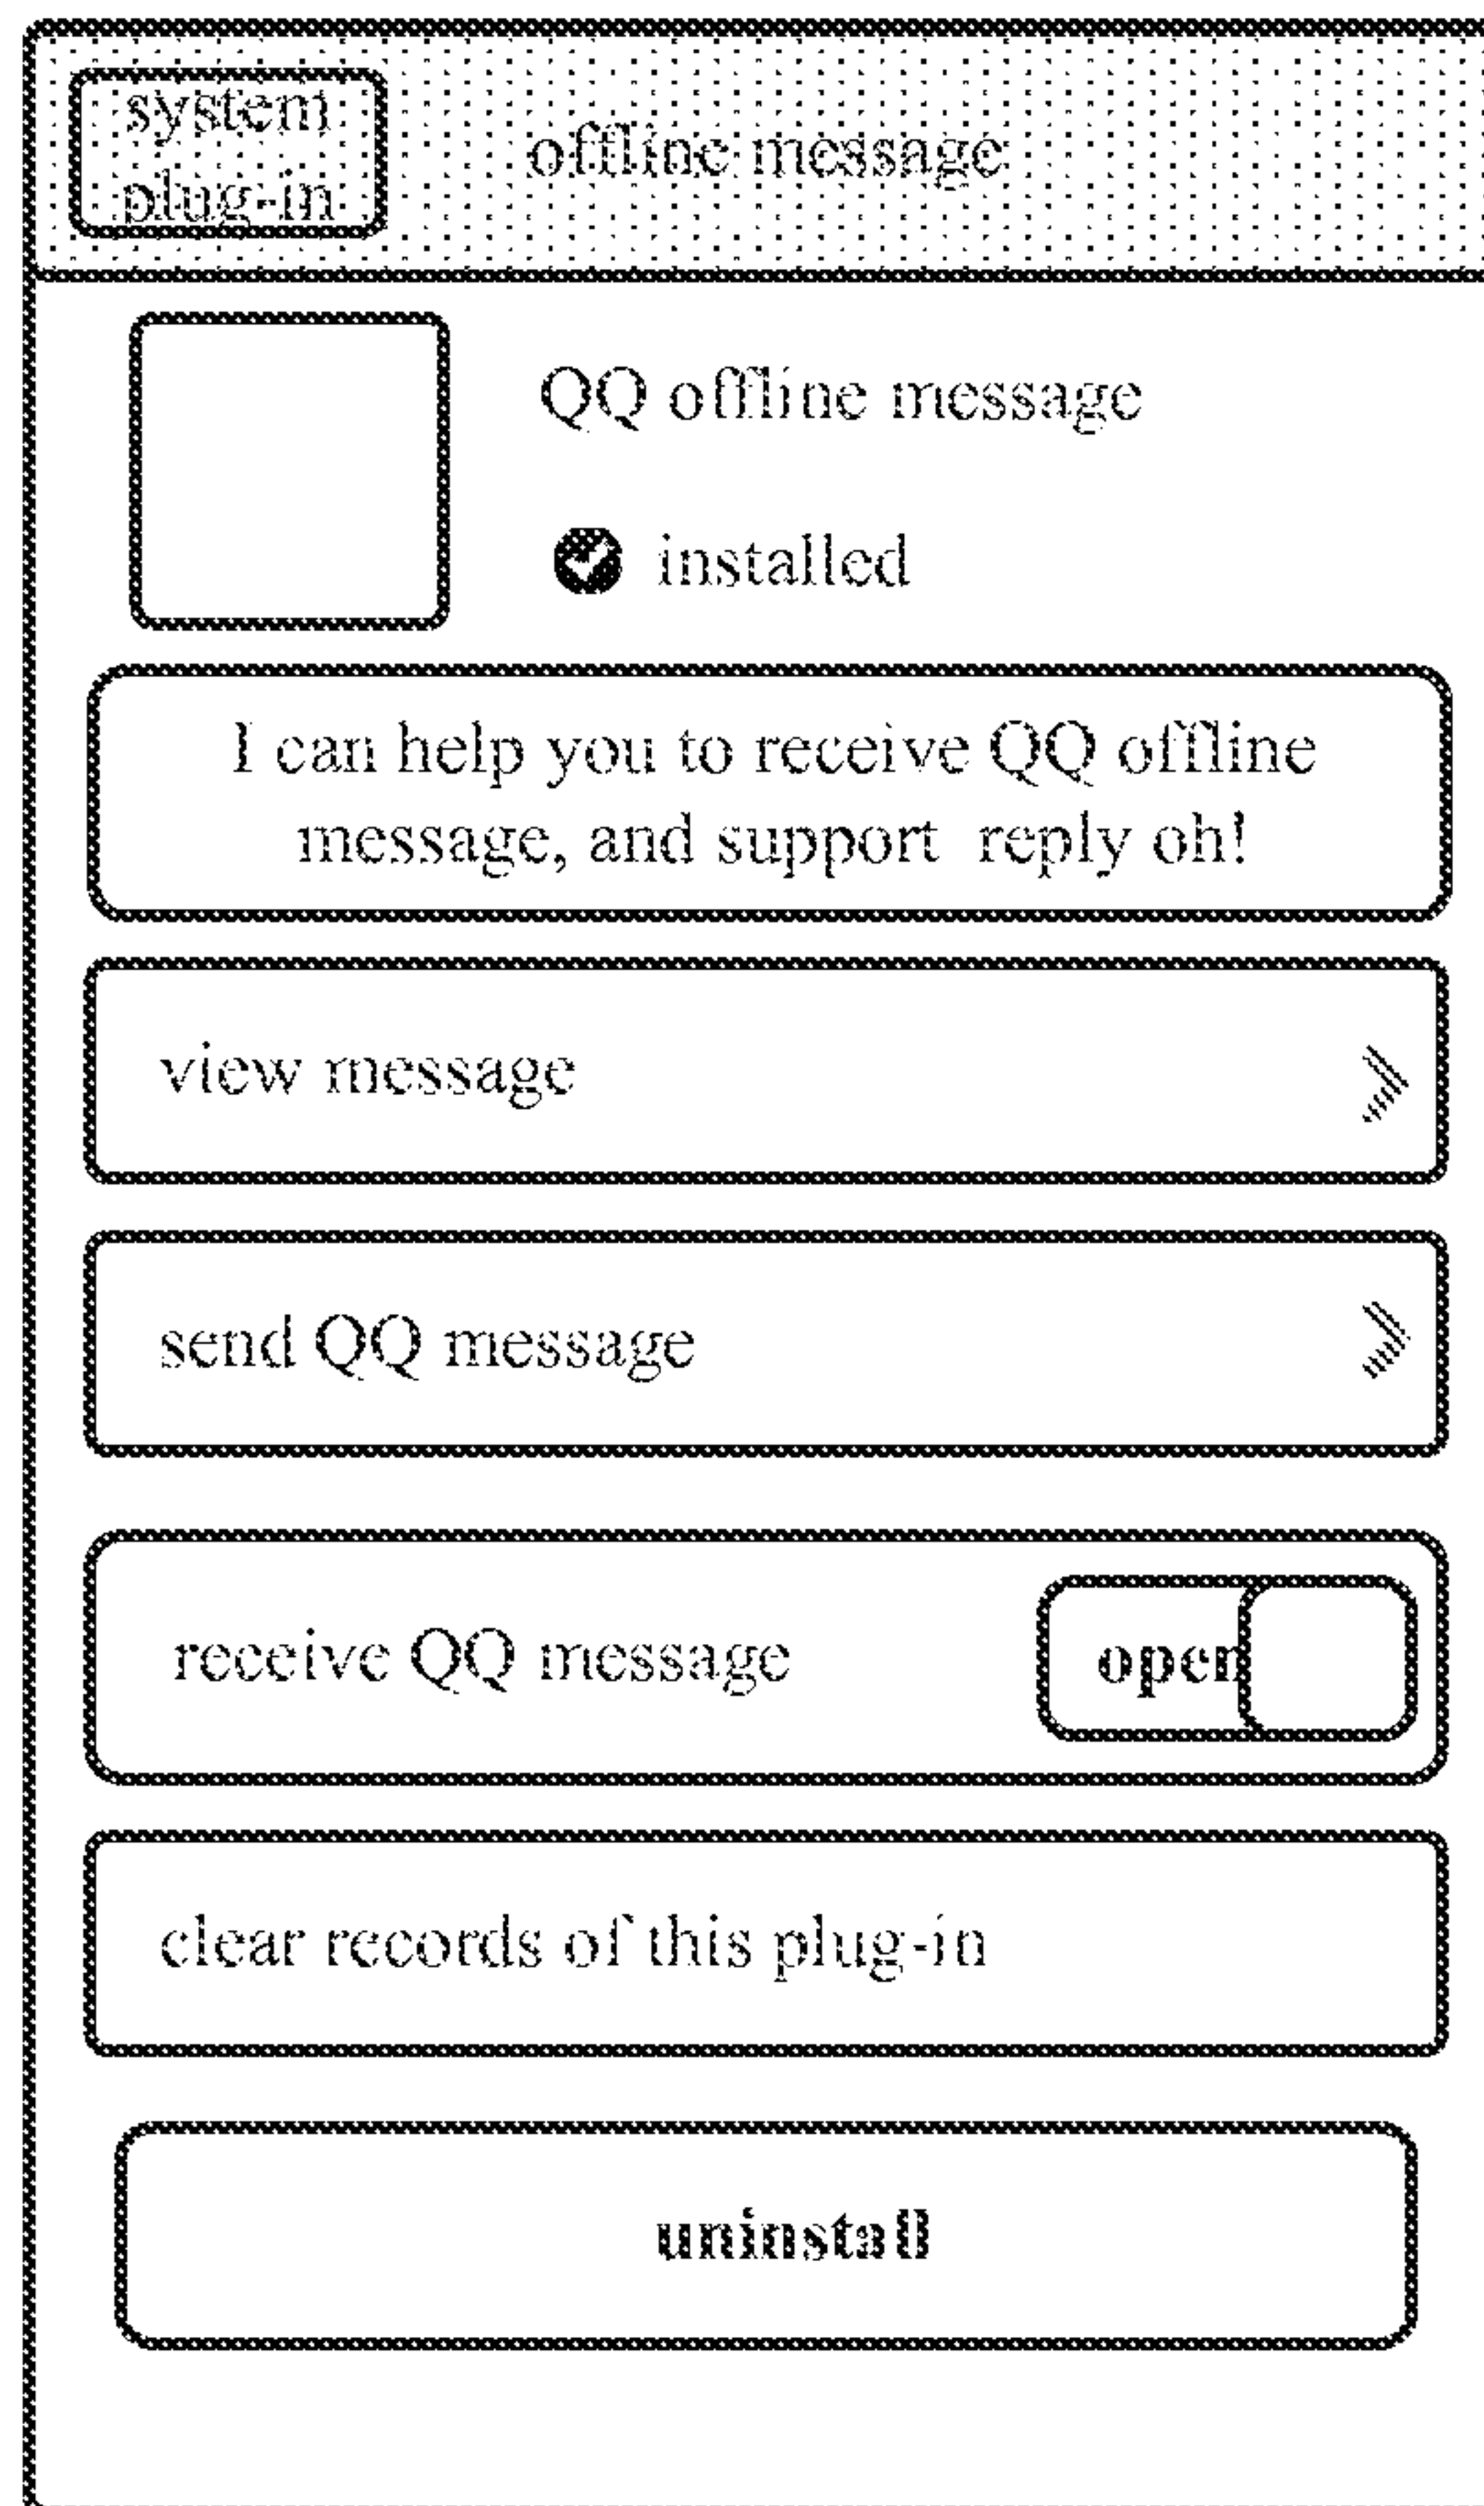 system
plug-in
offline message
QQ offline message
installed
I can help you to receive QQ offline
message, and support reply oh!
view message
send QQ message
receive QQ message
open
clear records of this plug-in
uninstall